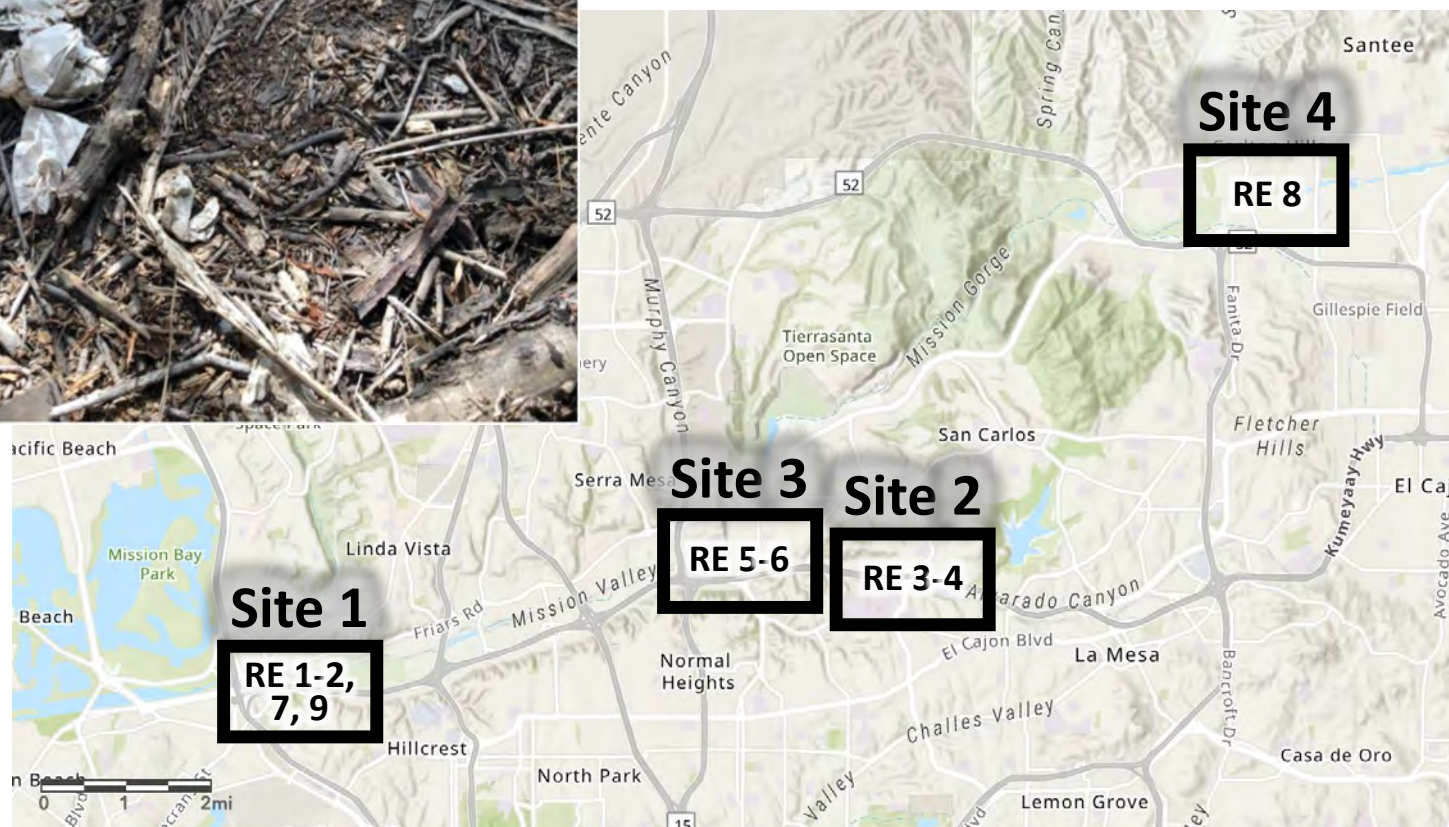 Santee
Spring Can
ente Canyon
Site 4
RE 8
52
52
Mission Gorge
Murphy Canyon
Fanita Dr
Gillespie Field
Tierrasanta
Open Space
ery
San Carlos
Fletcher
Hills
Kumeyaay Hwy
El Ca
Avocado Ave
acific Beach
Serra Mesa
Site 3
RE 5-6
Site 2
RE 3-4
Alvarado Canyon
Mission Bay
Park
Linda Vista
Mission Valley
Friars Rd
Beach
Site 1
RE 1-2,
7, 9
El Cajon Blvd
La Mesa
Normal
Heights
Bancroft Dr
Challes Valley
Hillcrest
Casa de Oro
North Park
Lemon Grove
Valley
Blvd
15
0 1 2mi